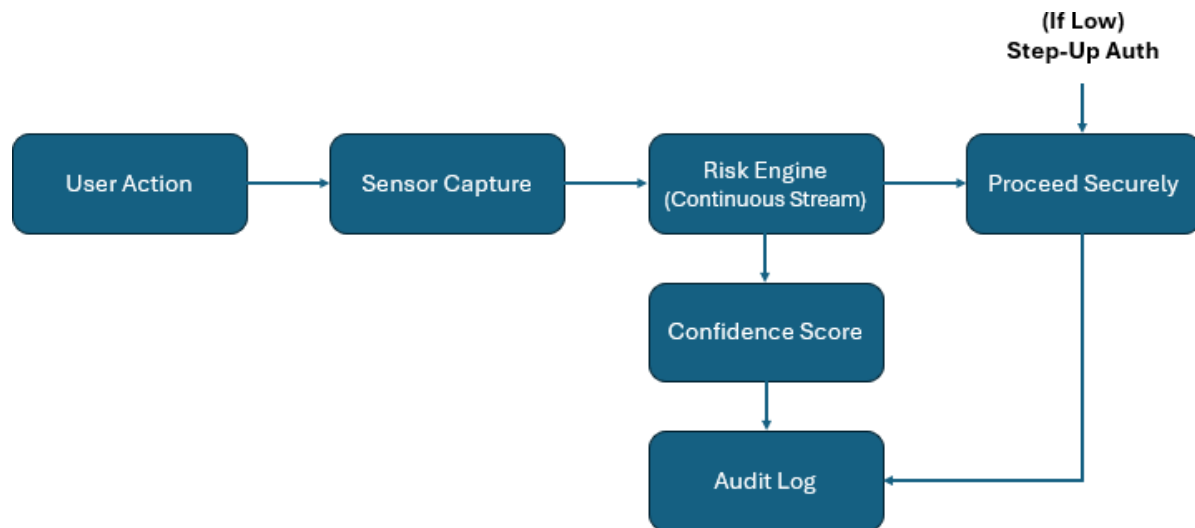 (If Low)
Step-Up Auth
User Action
Sensor Capture
Risk Engine
(Continuous Stream)
Proceed Securely
Confidence Score
Audit Log